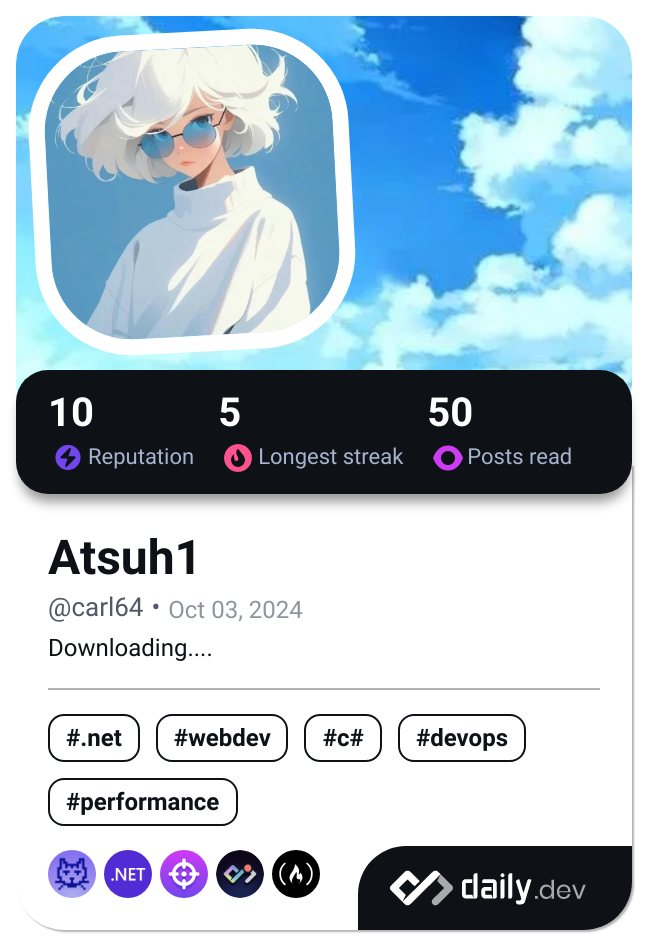 10 5 50
Reputation Longest streak Posts read
Atsuh1
@carl64 • Oct 03, 2024
Downloading....
#.net #webdev #c# #devops
#performance
.NET daily.dev